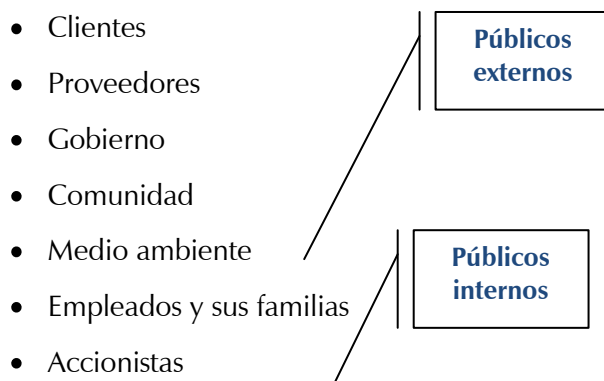 • Clientes
• Proveedores
• Gobierno
• Comunidad
• Medio ambiente
• Empleados y sus familias
• Accionistas
Públicos
externos
Públicos
internos